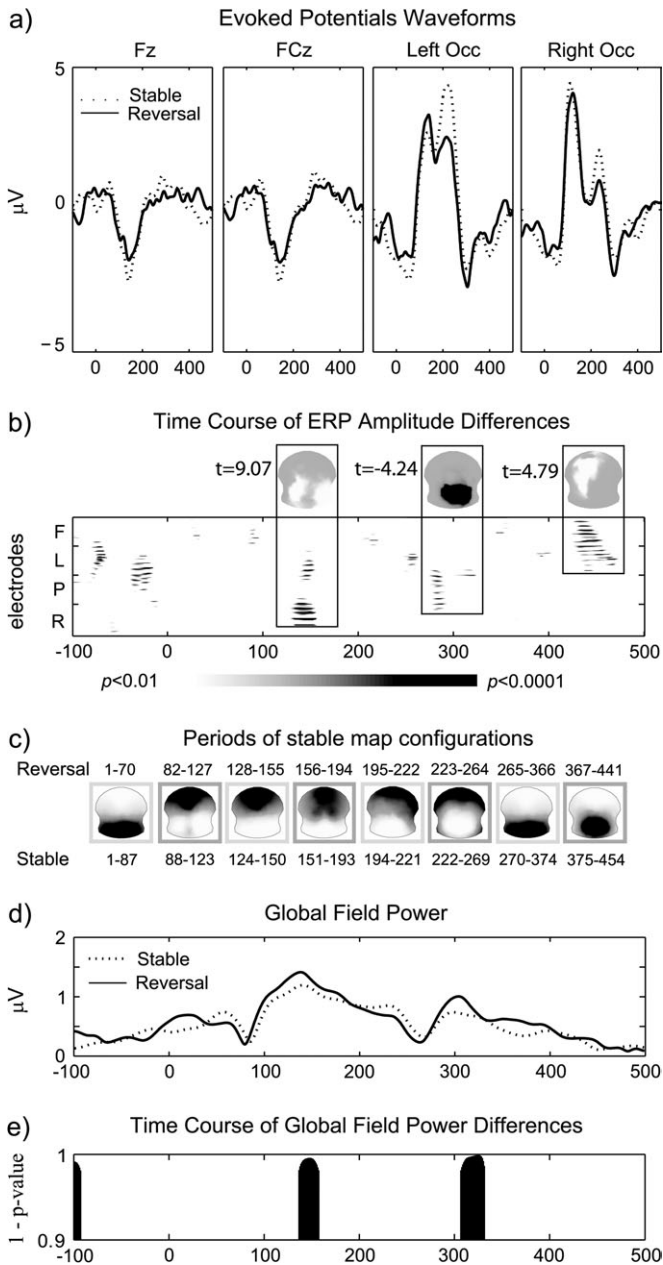 a) Evoked Potentials Waveforms
Fz FCz Left Occ Right Occ
5
Stable
Reversal
μV
0
−5
0 200 400 0 200 400 0 200 400 0 200 400
b) Time Course of ERP Amplitude Differences
t=9.07 t=-4.24 t=4.79
electrodes
F
L
P
R
-100 0 100 200 300 400 500
p<0.01 p<0.0001
c) Periods of stable map configurations
Reversal 1-70 82-127 128-155 156-194 195-222 223-264 265-366 367-441
Stable 1-87 88-123 124-150 151-193 194-221 222-269 270-374 375-454
d) Global Field Power
2
Stable
Reversal
μV
1
0
-100 0 100 200 300 400 500
e) Time Course of Global Field Power Differences
1
1 - p-value
0.9
-100 0 100 200 300 400 500